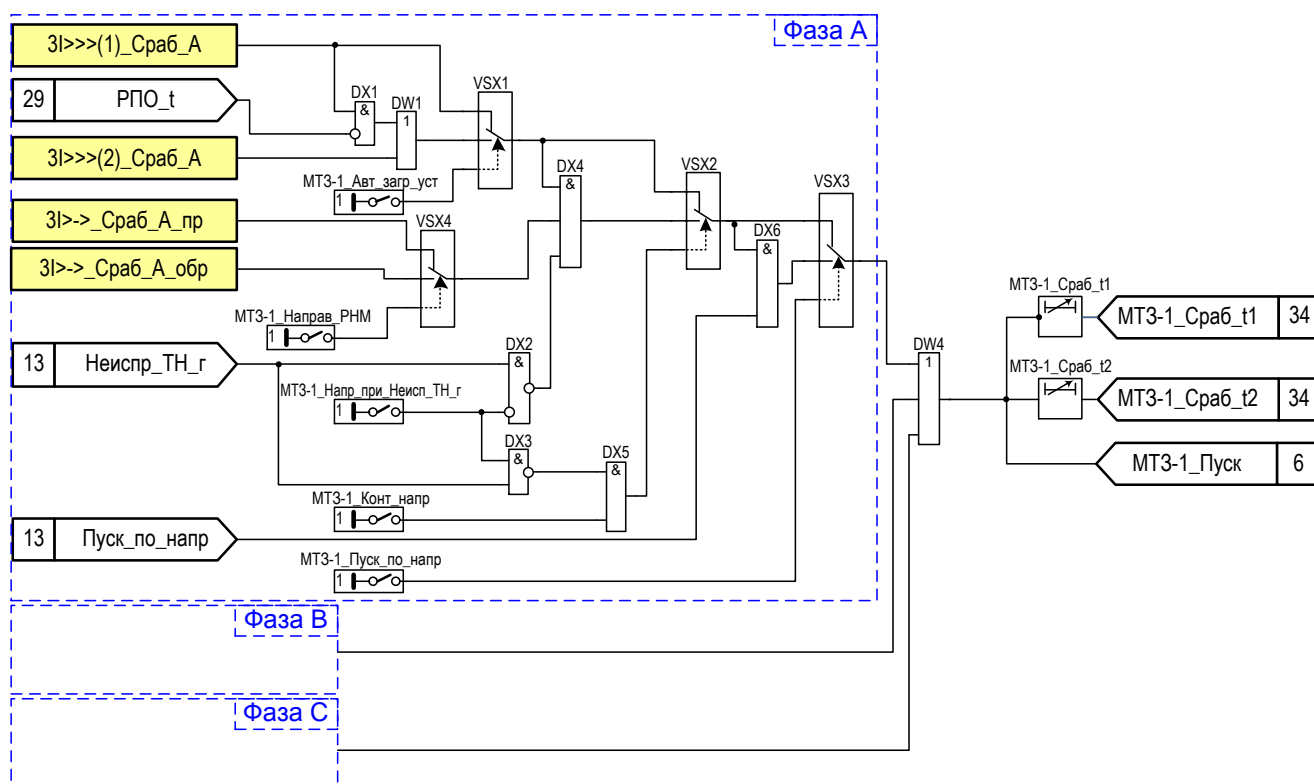 Фаза А
3I>>>(1)_Сраб_А
29 РПО_t
DX1
&
DW1
1
VSX1
3I>>>(2)_Сраб_А
МТЗ-1_Авт_загр_уст
1
DX4
&
VSX2
VSX3
3I>->_Сраб_А_пр
VSX4
DX6
&
3I>->_Сраб_А_обр
МТЗ-1_Направ_РНМ
1
13 Неиспр_ТН_г
DX2
&
МТЗ-1_Напр_при_Неисп_ТН_г
1
DX3
&
DX5
&
МТЗ-1_Конт_напр
1
13 Пуск_по_напр
МТЗ-1_Пуск_по_напр
1
DW4
1
МТЗ-1_Сраб_t1
МТЗ-1_Сраб_t1 34
МТЗ-1_Сраб_t2
МТЗ-1_Сраб_t2 34
МТЗ-1_Пуск 6
Фаза В
Фаза С